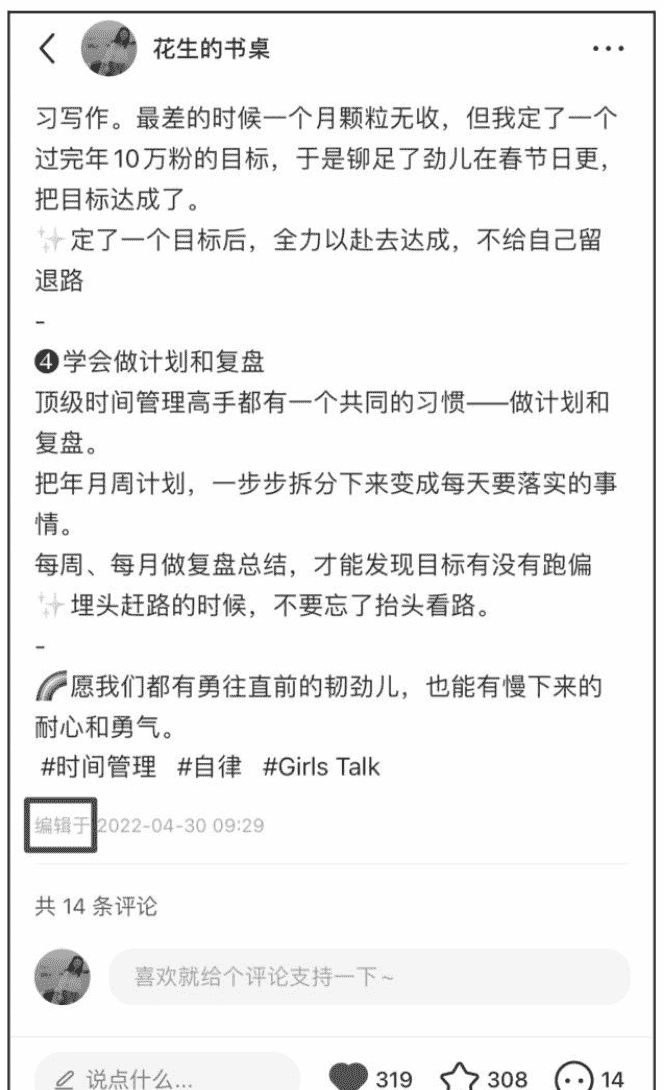 花生的书桌
习写作。最差的时候一个月颗粒无收，但我定了一个
过完年10万粉的目标，于是铆足了劲儿在春节日更，
把目标达成了。
✨定了一个目标后，全力以赴去达成，不给自己留
退路
-
❹学会做计划和复盘
顶级时间管理高手都有一个共同的习惯——做计划和
复盘。
把年月周计划，一步步拆分下来变成每天要落实的事
情。
每周、每月做复盘总结，才能发现目标有没有跑偏
✨埋头赶路的时候，不要忘了抬头看路。
-
🌈愿我们都有勇往直前的韧劲儿，也能有慢下来的
耐心和勇气。
#时间管理 #自律 #Girls Talk
编辑于 2022-04-30 09:29
共 14 条评论
喜欢就给个评论支持一下~
说点什么... 319 308 14